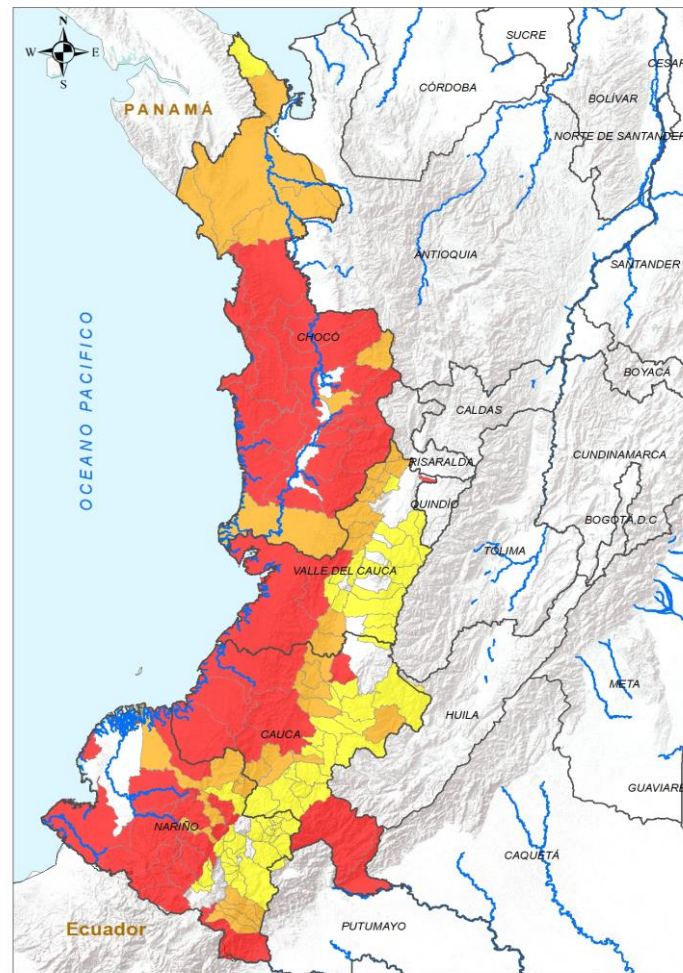 N
W E
S
PANAMÁ
SUCRE
CÓRDOBA
CESAR
BOLÍVAR
NORTE DE SANTANDER
ANTIOQUIA
SANTANDER
OCEANO PACIFICO
CHOCÓ
BOYACÁ
CALDAS
RISARALDA
CUNDINAMARCA
QUINDÍO
BOGOTÁ D.C
TOLIMA
VALLE DEL CAUCA
META
HUILA
CAUCA
GUAVIARE
NARIÑO
CAQUETÁ
Ecuador
PUTUMAYO